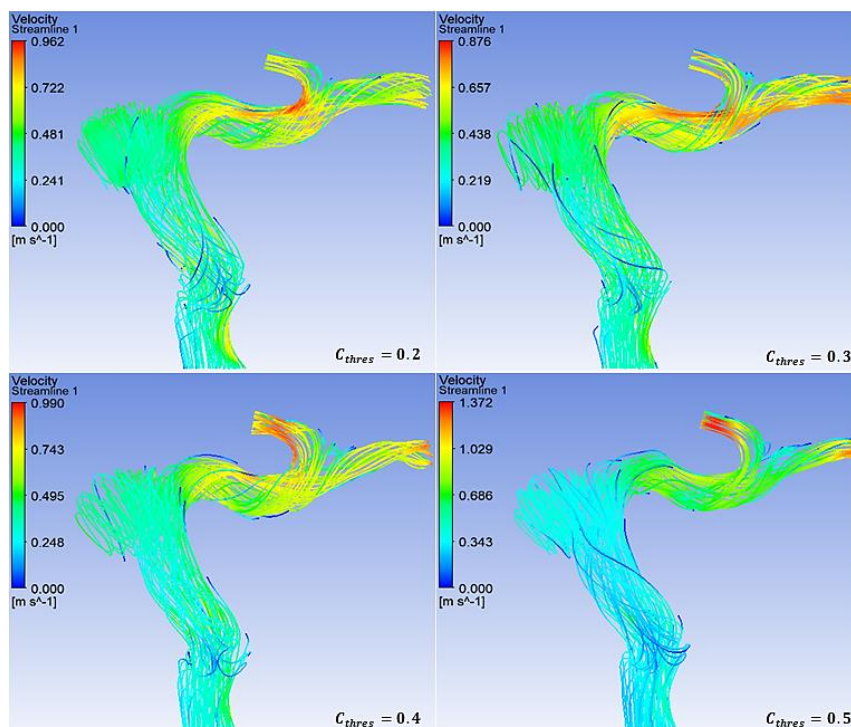 Velocity
Streamline 1
0.962
0.722
0.481
0.241
0.000
[m s^-1]
C_thres = 0.2
Velocity
Streamline 1
0.876
0.657
0.438
0.219
0.000
[m s^-1]
C_thres = 0.3
Velocity
Streamline 1
0.990
0.743
0.495
0.248
0.000
[m s^-1]
C_thres = 0.4
Velocity
Streamline 1
1.372
1.029
0.686
0.343
0.000
[m s^-1]
C_thres = 0.5